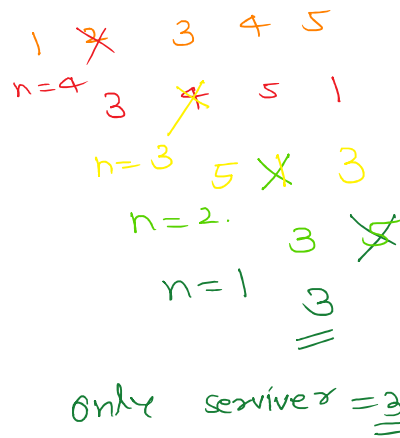 1 2 3 4 5
n=4 3 4 5 1
n=3 5 1 3
n=2. 3 5
n=1 3
only serviver = 3